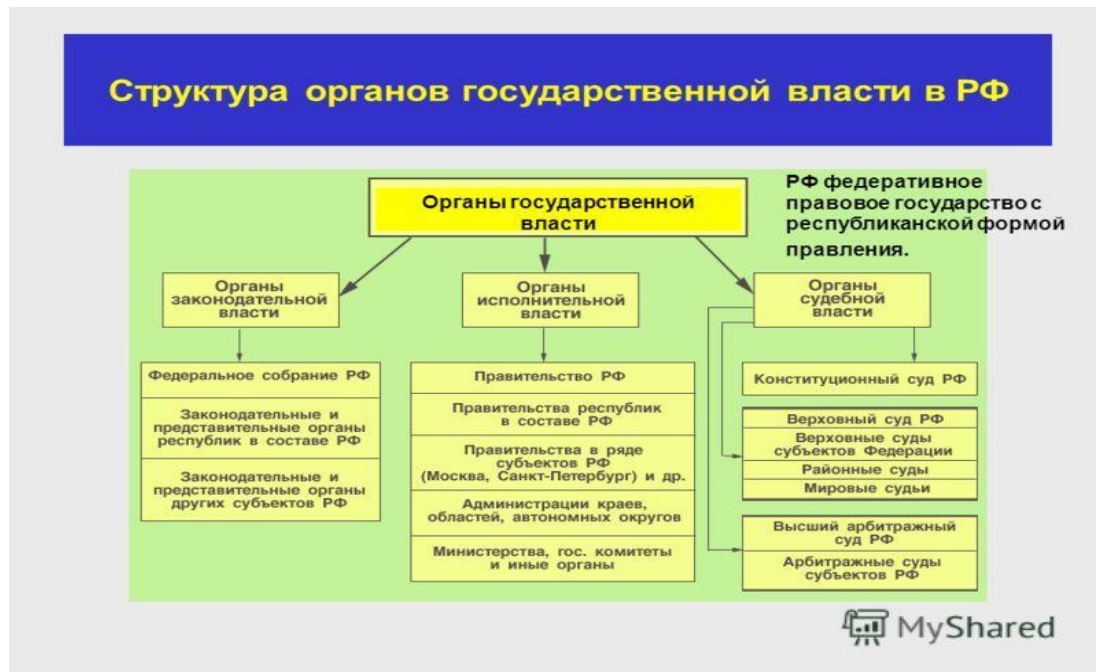 Структура органов государственной власти в РФ
Органы государственной
власти
РФ федеративное
правовое государство с
республиканской формой
правления.
Органы
законодательной
власти
Федеральное собрание РФ
Законодательные и
представительные органы
республик в составе РФ
Законодательные и
представительные органы
других субъектов РФ
Органы
исполнительной
власти
Правительство РФ
Правительства республик
в составе РФ
Правительства в ряде
субъектов РФ
(Москва, Санкт-Петербург) и др.
Администрации краев,
областей, автономных округов
Министерства, гос. комитеты
и иные органы
Органы
судебной
власти
Конституционный суд РФ
Верховный суд РФ
Верховные суды
субъектов Федерации
Районные суды
Мировые судьи
Высший арбитражный
суд РФ
Арбитражные суды
субъектов РФ
MyShared